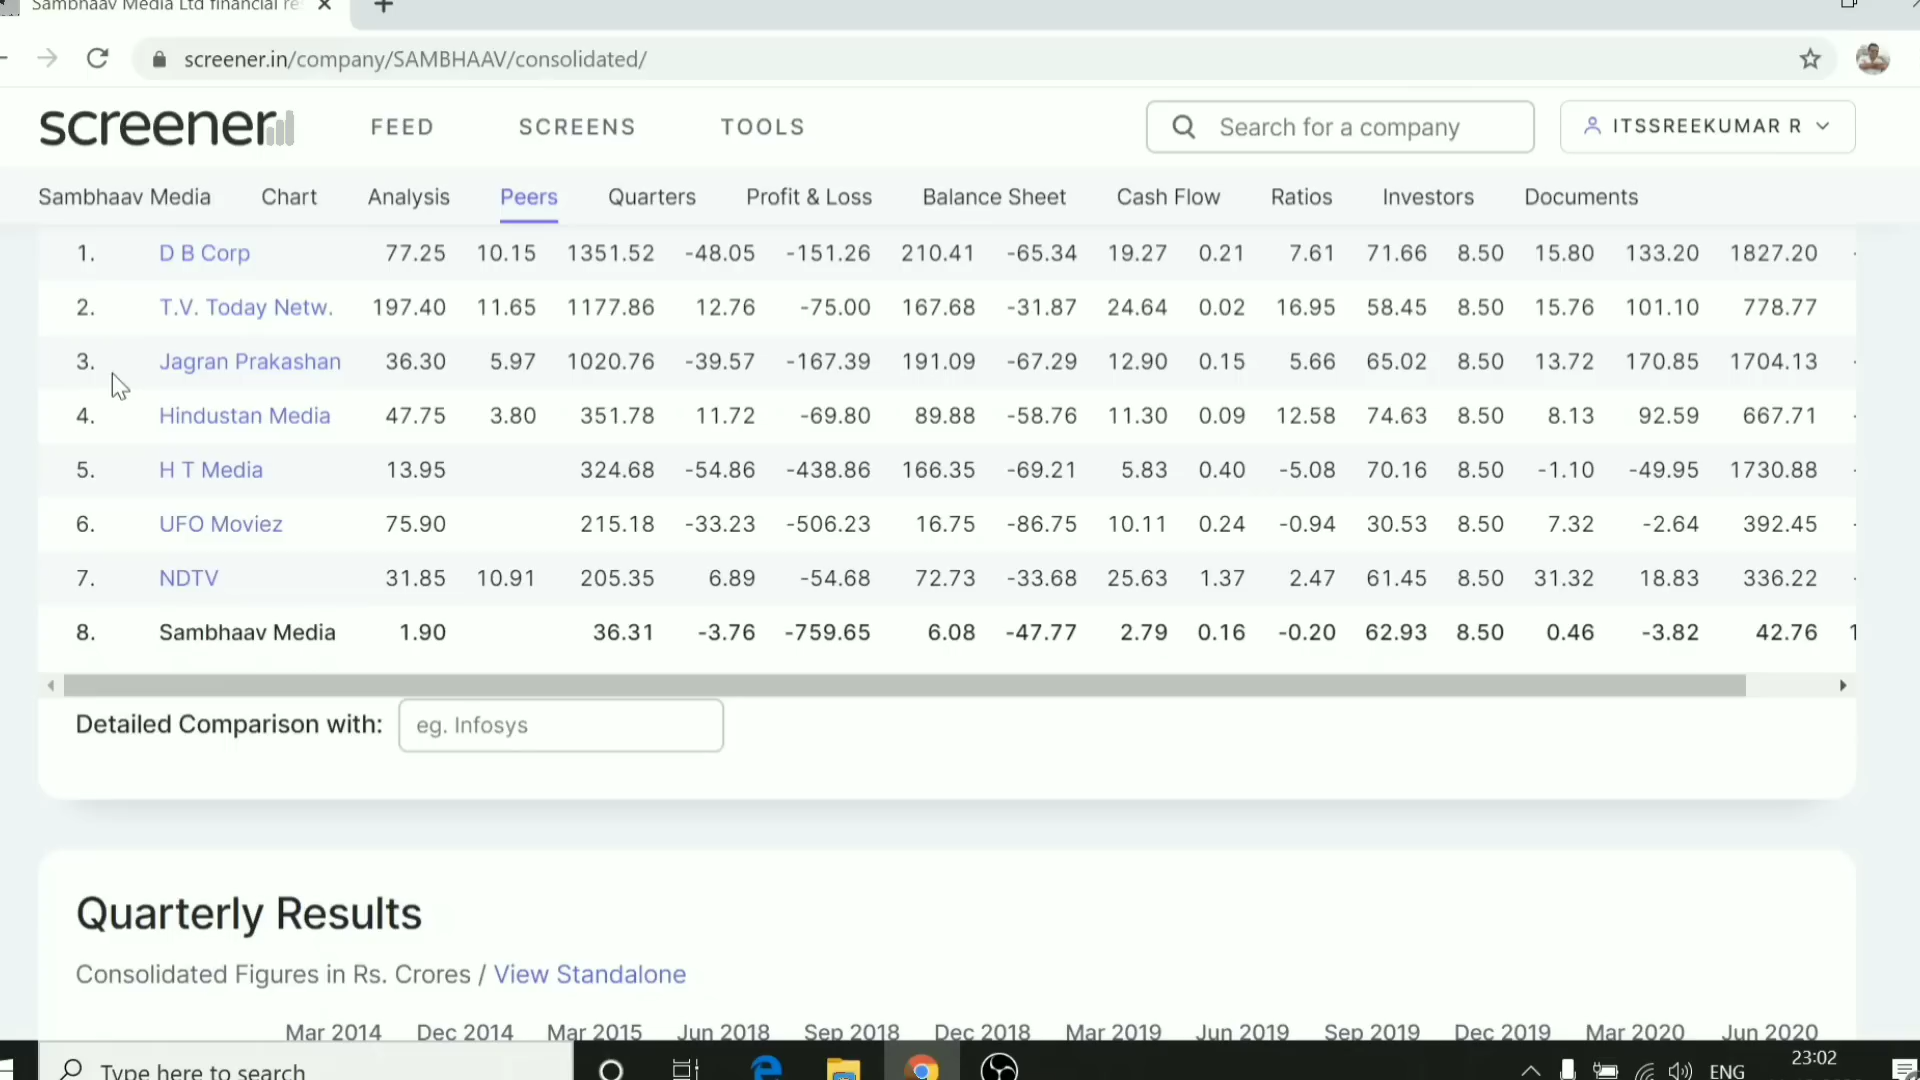 Sambhaav Media Ltd financial re
screener.in/company/SAMBHAAV/consolidated/
screener FEED SCREENS TOOLS Search for a company ITSSREEKUMAR R
Sambhaav Media Chart Analysis Peers Quarters Profit & Loss Balance Sheet Cash Flow Ratios Investors Documents
1. D B Corp 77.25 10.15 1351.52 -48.05 -151.26 210.41 -65.34 19.27 0.21 7.61 71.66 8.50 15.80 133.20 1827.20
2. T.V. Today Netw. 197.40 11.65 1177.86 12.76 -75.00 167.68 -31.87 24.64 0.02 16.95 58.45 8.50 15.76 101.10 778.77
3. Jagran Prakashan 36.30 5.97 1020.76 -39.57 -167.39 191.09 -67.29 12.90 0.15 5.66 65.02 8.50 13.72 170.85 1704.13
4. Hindustan Media 47.75 3.80 351.78 11.72 -69.80 89.88 -58.76 11.30 0.09 12.58 74.63 8.50 8.13 92.59 667.71
5. H T Media 13.95 324.68 -54.86 -438.86 166.35 -69.21 5.83 0.40 -5.08 70.16 8.50 -1.10 -49.95 1730.88
6. UFO Moviez 75.90 215.18 -33.23 -506.23 16.75 -86.75 10.11 0.24 -0.94 30.53 8.50 7.32 -2.64 392.45
7. NDTV 31.85 10.91 205.35 6.89 -54.68 72.73 -33.68 25.63 1.37 2.47 61.45 8.50 31.32 18.83 336.22
8. Sambhaav Media 1.90 36.31 -3.76 -759.65 6.08 -47.77 2.79 0.16 -0.20 62.93 8.50 0.46 -3.82 42.76 1
Detailed Comparison with: eg. Infosys
Quarterly Results
Consolidated Figures in Rs. Crores / View Standalone
Mar 2014 Dec 2014 Mar 2015 Jun 2018 Sep 2018 Dec 2018 Mar 2019 Jun 2019 Sep 2019 Dec 2019 Mar 2020 Jun 2020
Type here to search ENG 23:02